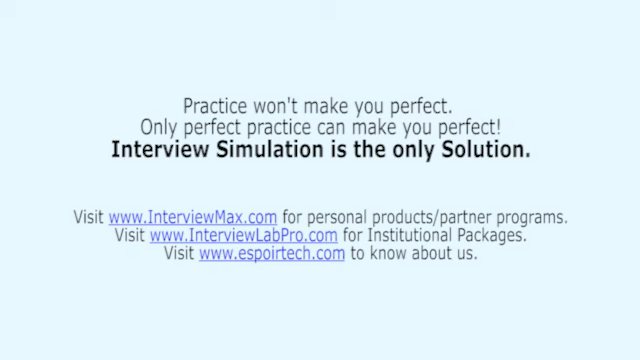 Practice won't make you perfect.
Only perfect practice can make you perfect!
Interview Simulation is the only Solution.
Visit www.InterviewMax.com for personal products/partner programs.
Visit www.InterviewLabPro.com for Institutional Packages.
Visit www.espoirtech.com to know about us.